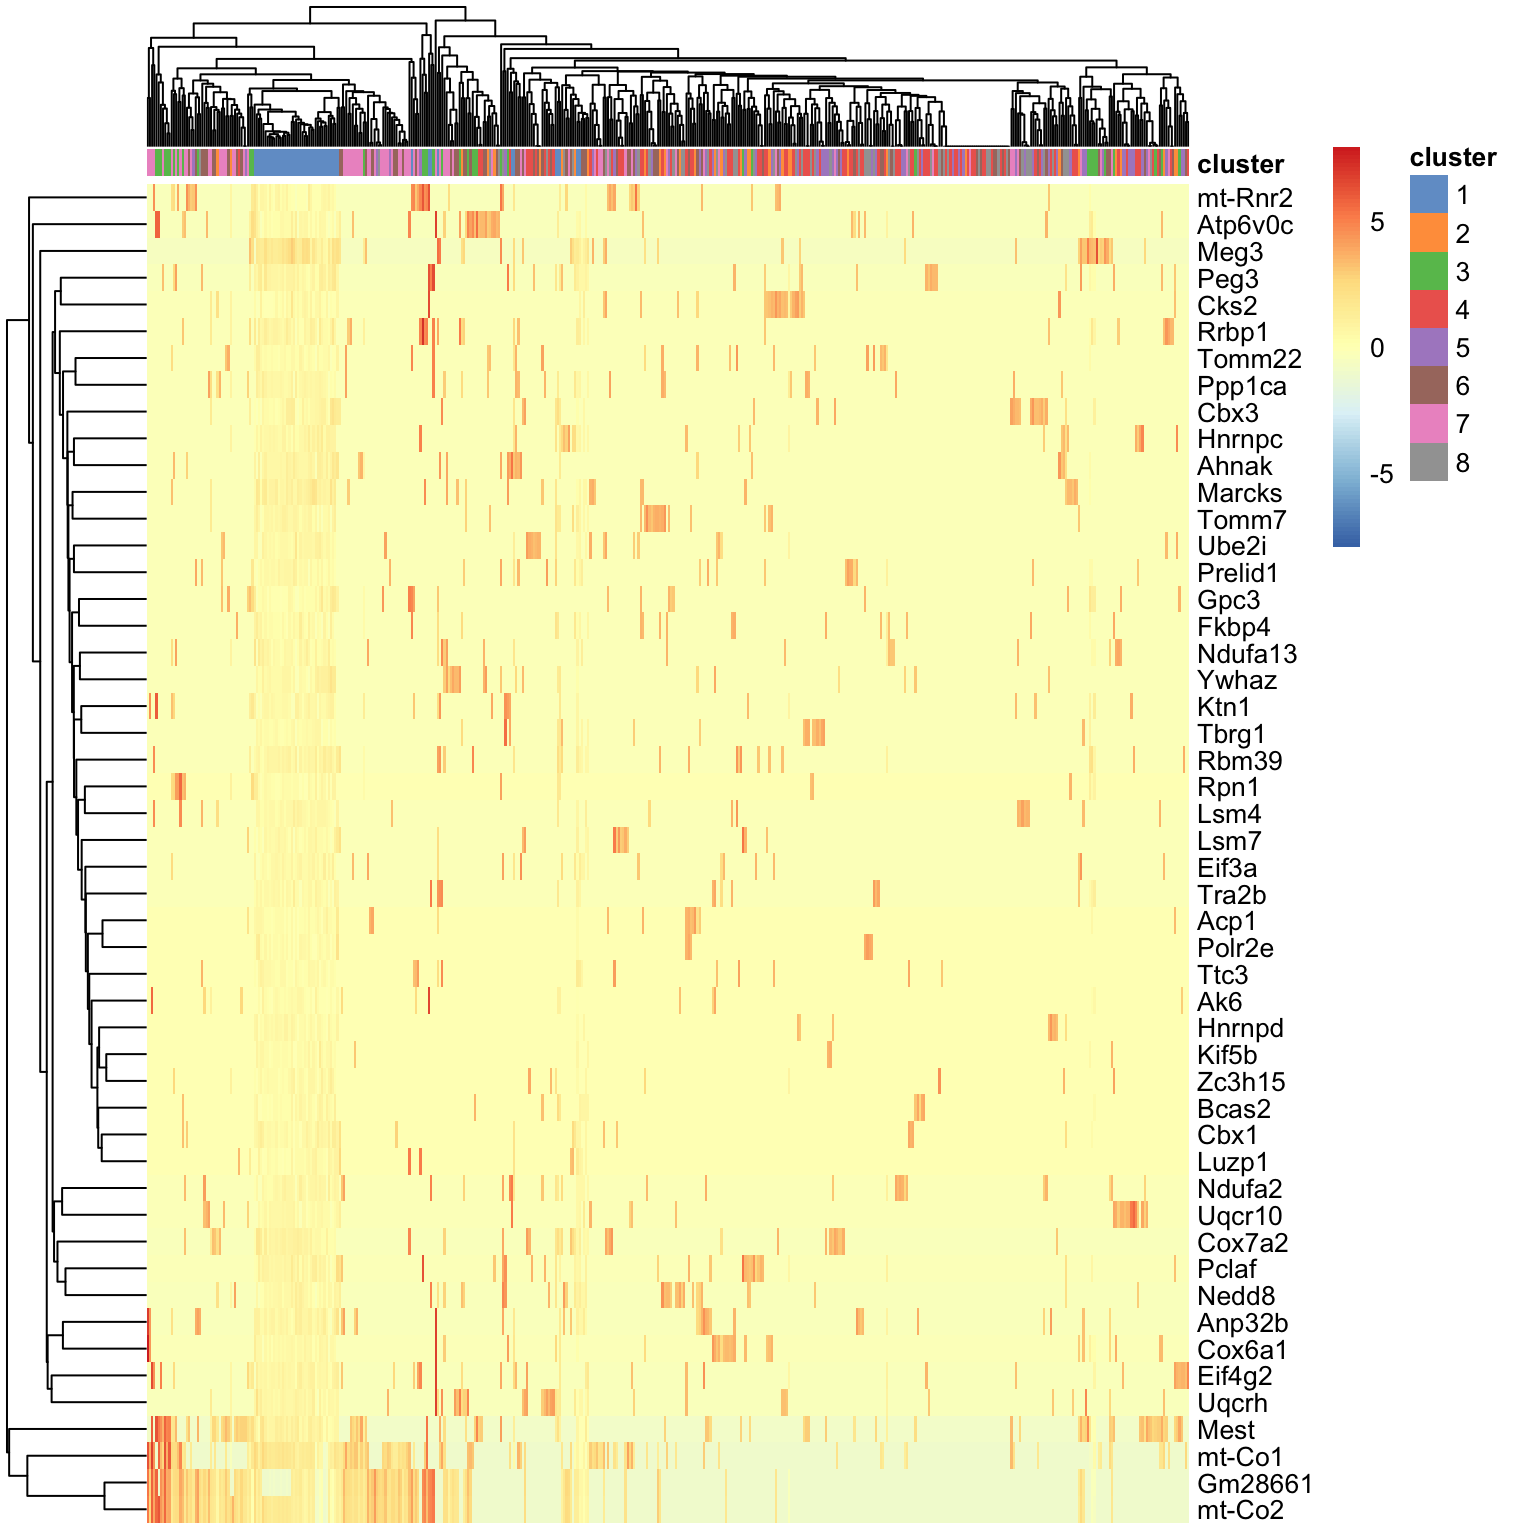 cluster
mt-Rnr2
Atp6v0c
Meg3
Peg3
Cks2
Rrbp1
Tomm22
Ppp1ca
Cbx3
Hnrnpc
Ahnak
Marcks
Tomm7
Ube2i
Prelid1
Gpc3
Fkbp4
Ndufa13
Ywhaz
Ktn1
Tbrg1
Rbm39
Rpn1
Lsm4
Lsm7
Eif3a
Tra2b
Acp1
Polr2e
Ttc3
Ak6
Hnrnpd
Kif5b
Zc3h15
Bcas2
Cbx1
Luzp1
Ndufa2
Uqcr10
Cox7a2
Pclaf
Nedd8
Anp32b
Cox6a1
Eif4g2
Uqcrh
Mest
mt-Co1
Gm28661
mt-Co2
5
0
-5
cluster
1
2
3
4
5
6
7
8